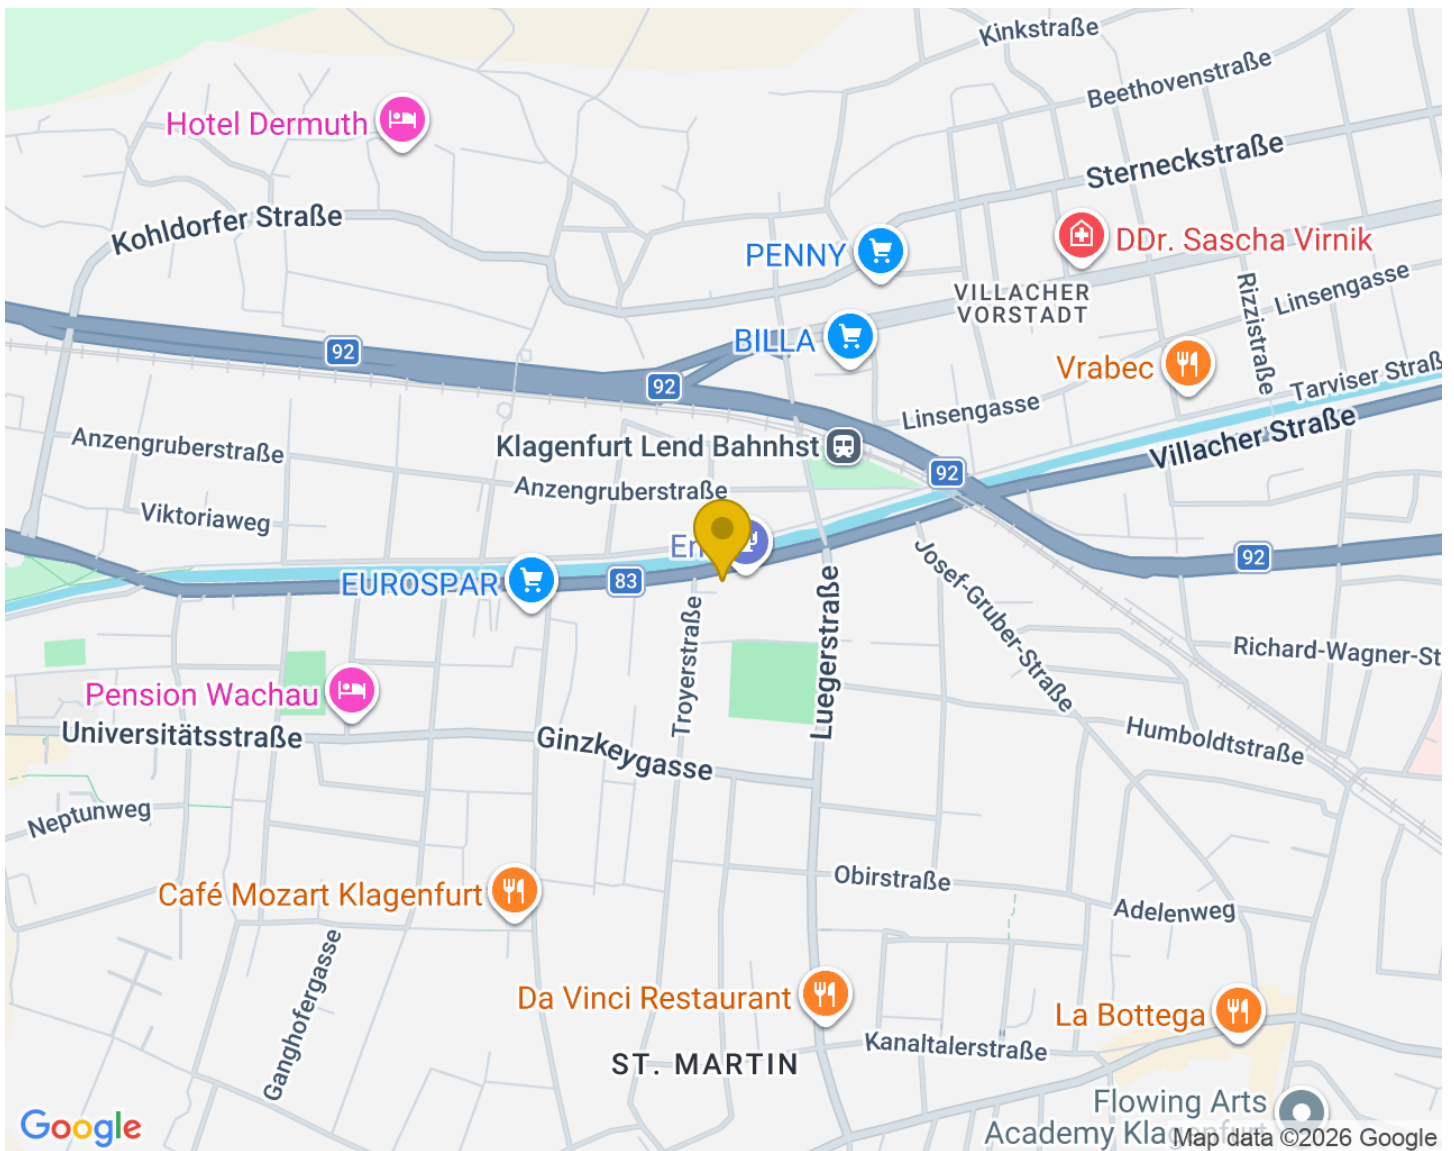 Kinkstraße
Beethovenstraße
Hotel Dermuth
Sterneckstraße
Kohldorfer Straße
DDr. Sascha Virnik
PENNY
VILLACHER
VORSTADT
Linsengasse
Rizzistraße
BILLA
92
92
Vrabec
Tarviser Straß
Linsengasse
Villacher Straße
Anzengruberstraße
Klagenfurt Lend Bahnhst
92
Anzengruberstraße
Viktoriaweg
92
EUROSPAR
83
Josef-Gruber-Straße
Troyerstraße
Luegerstraße
Richard-Wagner-St
Pension Wachau
Universitätsstraße
Ginzkeygasse
Humboldtstraße
Neptunweg
Café Mozart Klagenfurt
Obirstraße
Adelenweg
Ganghofergasse
Da Vinci Restaurant
La Bottega
Kanaltalerstraße
ST. MARTIN
Flowing Arts
Academy Klagenfurt
Google
Map data ©2026 Google